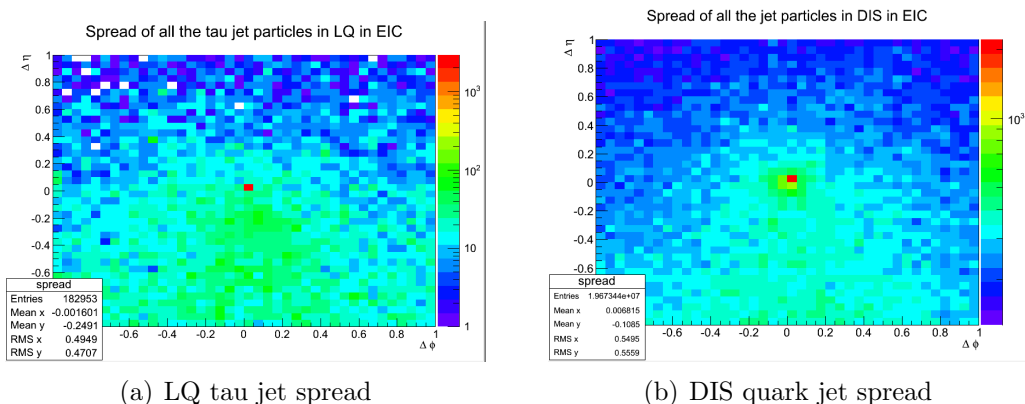 Spread of all the tau jet particles in LQ in EIC
Δ η
1
0.8
0.6
0.4
0.2
0
-0.2
-0.4
-0.6
-0.6 -0.4 -0.2 0 0.2 0.4 0.6 0.8 1
Δ φ
10³
10²
10
1
spread
Entries 182953
Mean x -0.001601
Mean y -0.2491
RMS x 0.4949
RMS y 0.4707
(a) LQ tau jet spread
Spread of all the jet particles in DIS in EIC
Δ η
1
0.8
0.6
0.4
0.2
0
-0.2
-0.4
-0.6
-0.6 -0.4 -0.2 0 0.2 0.4 0.6 0.8 1
Δ φ
10³
spread
Entries 1.967344e+07
Mean x 0.006815
Mean y -0.1085
RMS x 0.5495
RMS y 0.5559
(b) DIS quark jet spread